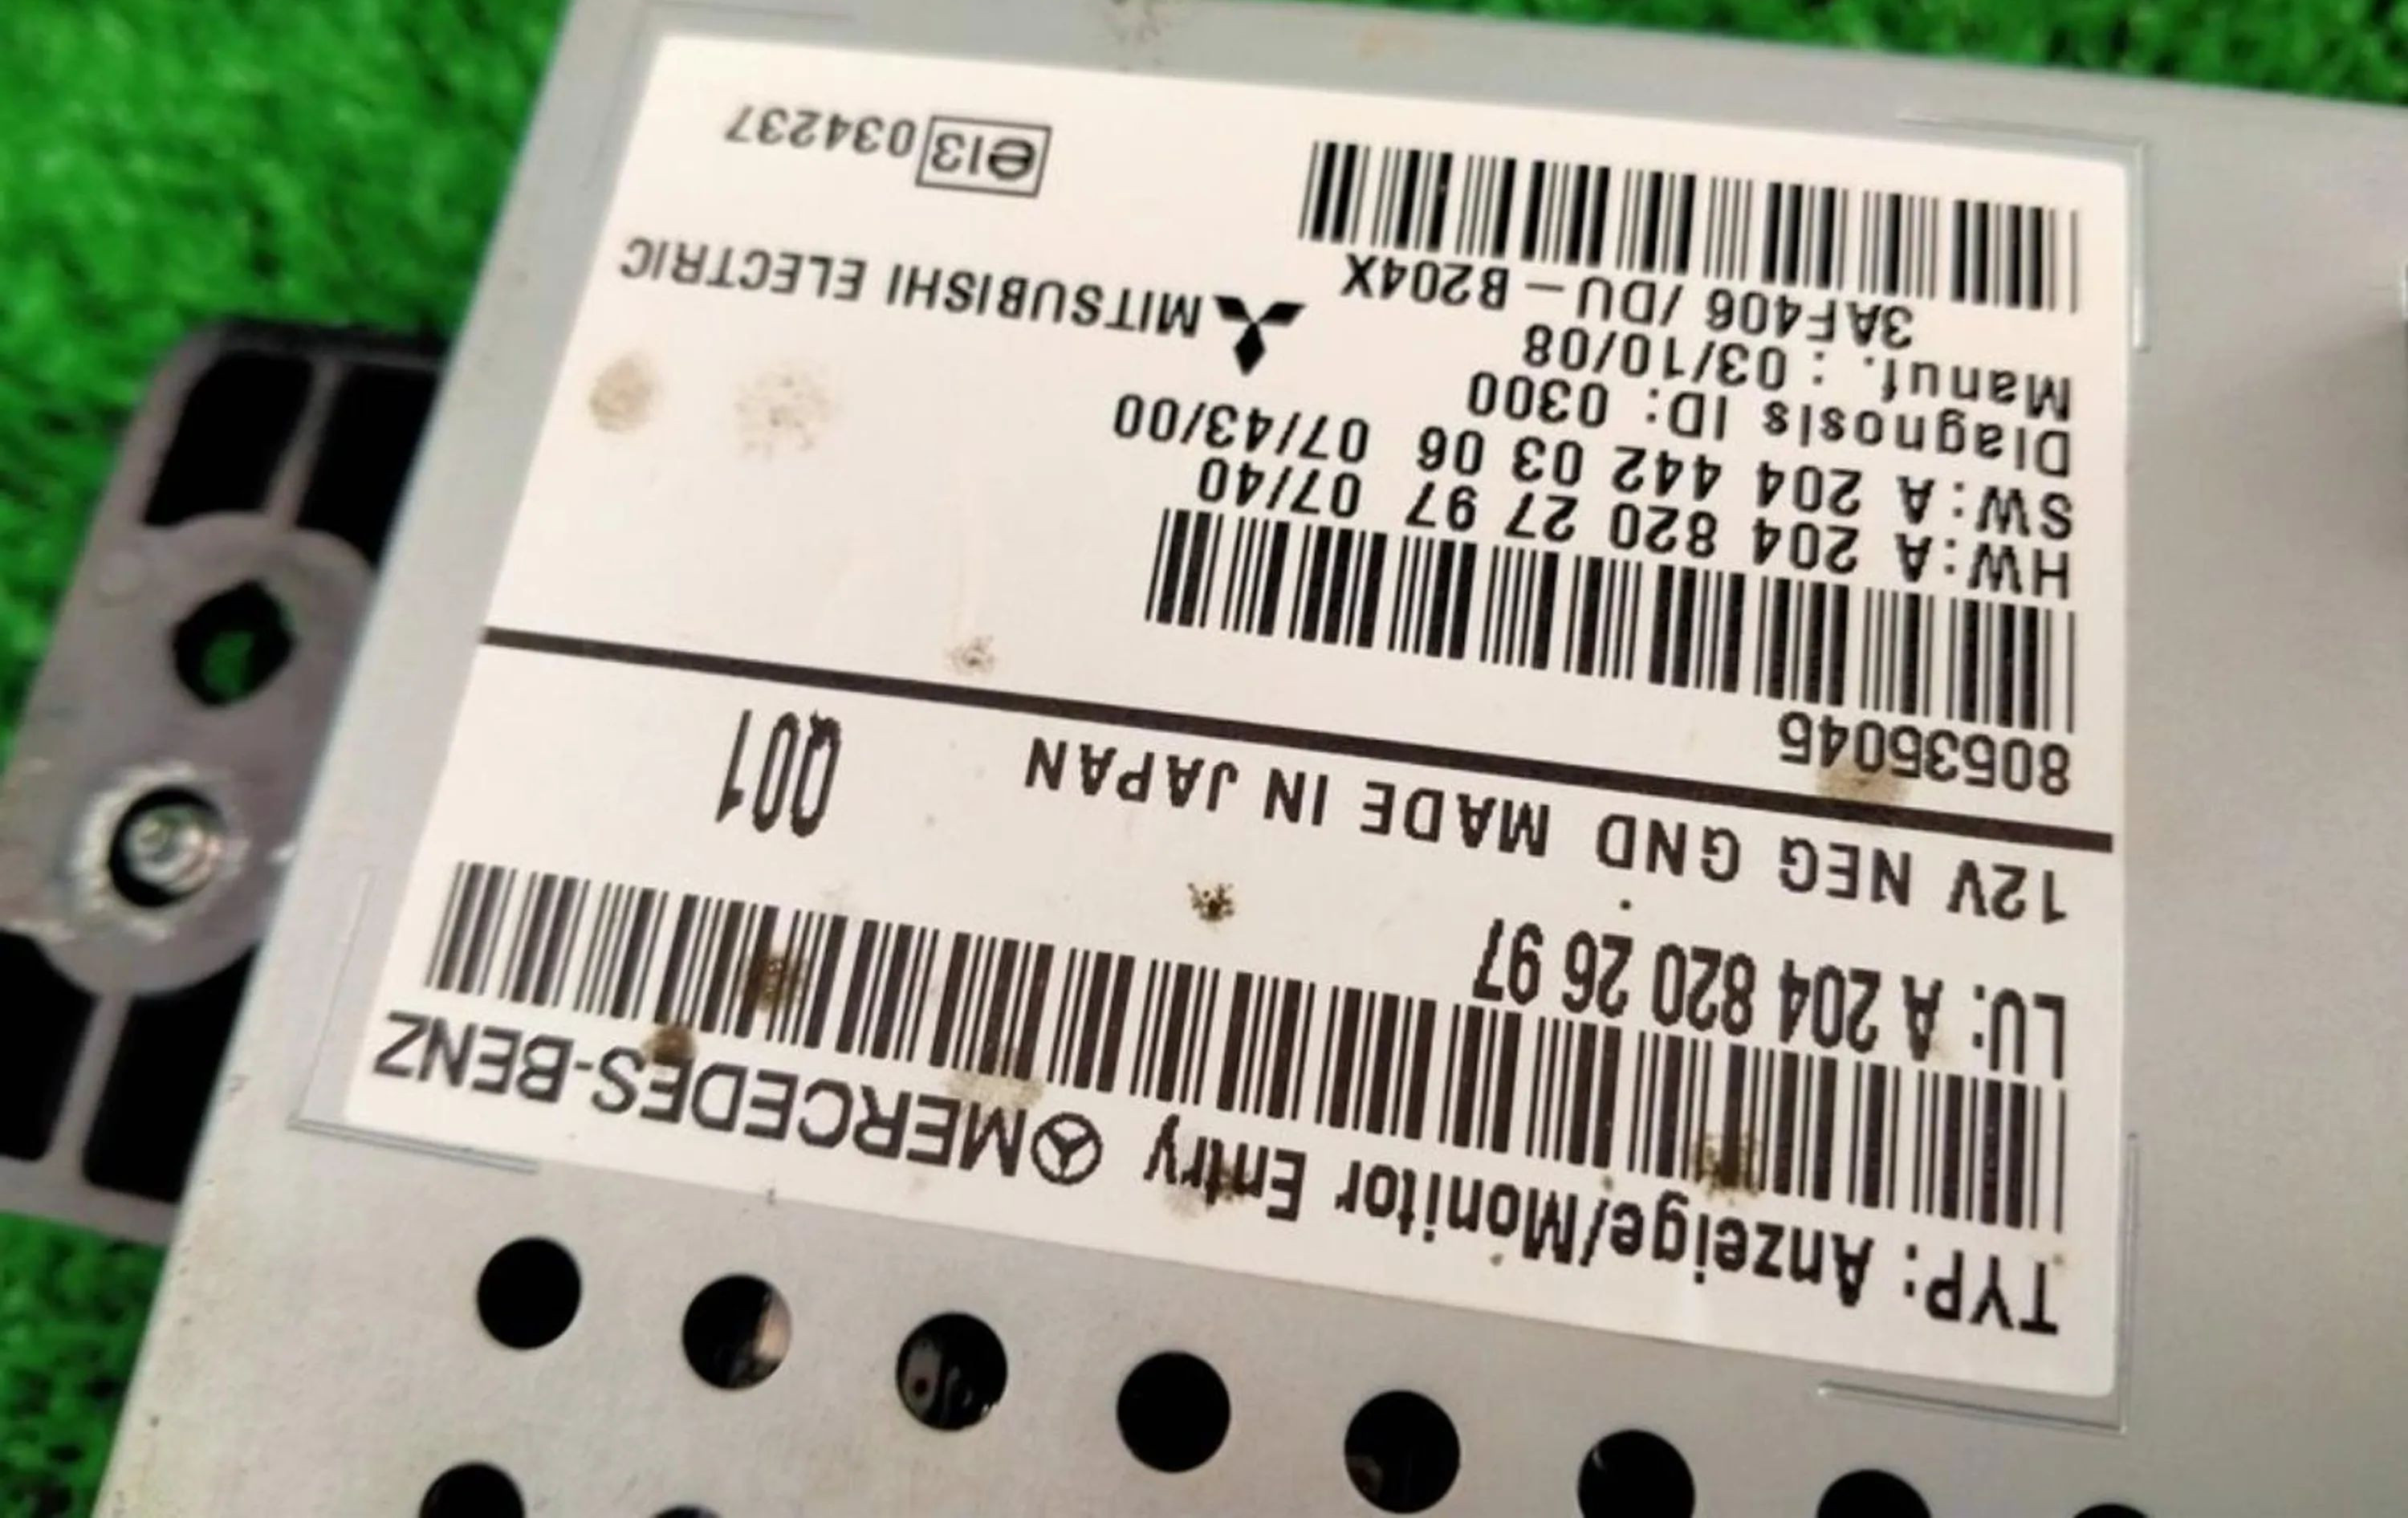 TYP: Anzeige/Monitor Entry MERCEDES-BENZ
LU: A 204 820 26 97
12V NEG GND MADE IN JAPAN Q01
80535045
HW: A 204 820 27 97 07/40
SW: A 204 442 03 06 07/43/00
Diagnosis ID: 0300
Manuf. : 03/10/08
3AF406 /DU-B204X
MITSUBISHI ELECTRIC
e13 034237